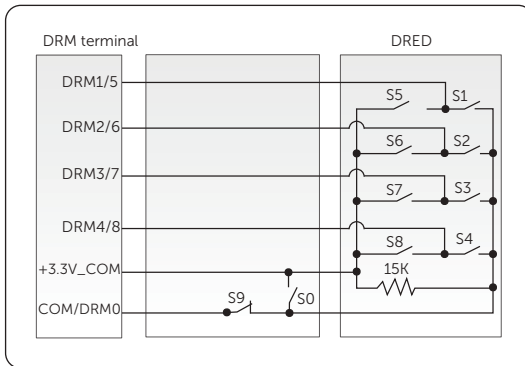 DRM terminal
DRED
DRM1/5
S5 S1
DRM2/6
S6 S2
DRM3/7
S7 S3
DRM4/8
S8 S4
+3.3V_COM
15K
COM/DRM0
S9 S0